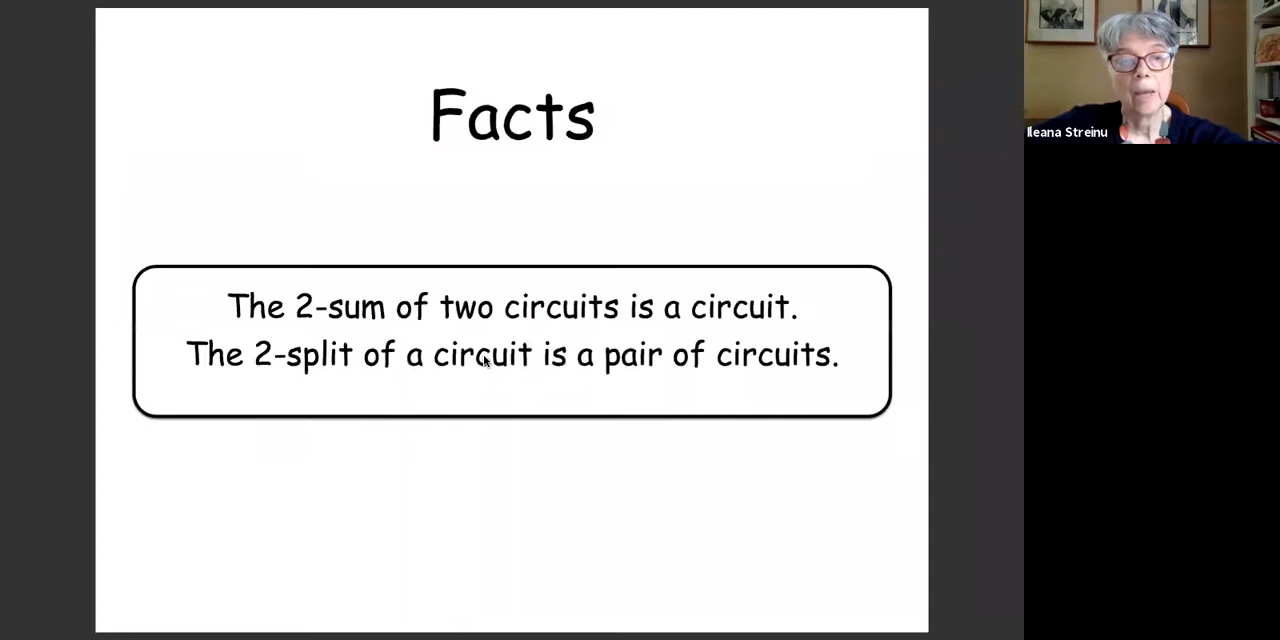 Facts
The 2-sum of two circuits is a circuit.
The 2-split of a circuit is a pair of circuits.
Ileana Streinu